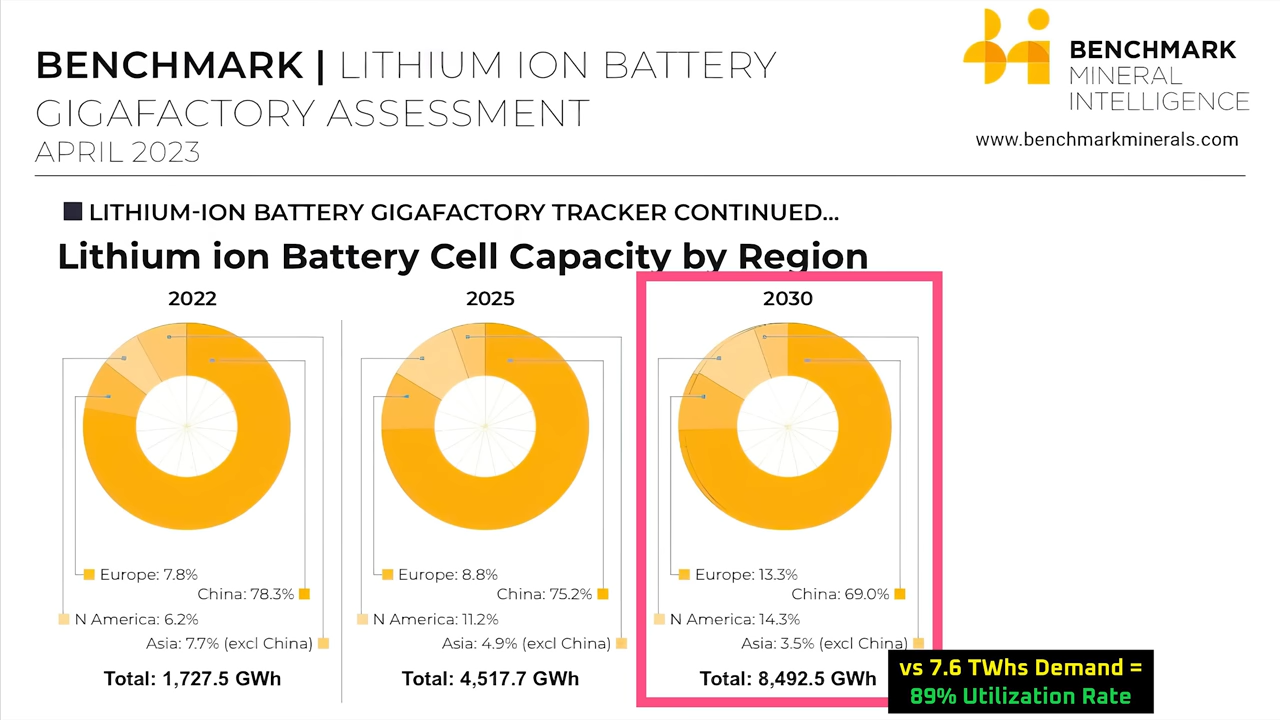 BENCHMARK | LITHIUM ION BATTERY
GIGAFACTORY ASSESSMENT
APRIL 2023
BENCHMARK
MINERAL
INTELLIGENCE
www.benchmarkminerals.com
LITHIUM-ION BATTERY GIGAFACTORY TRACKER CONTINUED...
Lithium ion Battery Cell Capacity by Region
2022
Europe: 7.8%
China: 78.3%
N America: 6.2%
Asia: 7.7% (excl China)
Total: 1,727.5 GWh
2025
Europe: 8.8%
China: 75.2%
N America: 11.2%
Asia: 4.9% (excl China)
Total: 4,517.7 GWh
2030
Europe: 13.3%
China: 69.0%
N America: 14.3%
Asia: 3.5% (excl China)
Total: 8,492.5 GWh
vs 7.6 TWhs Demand =
89% Utilization Rate